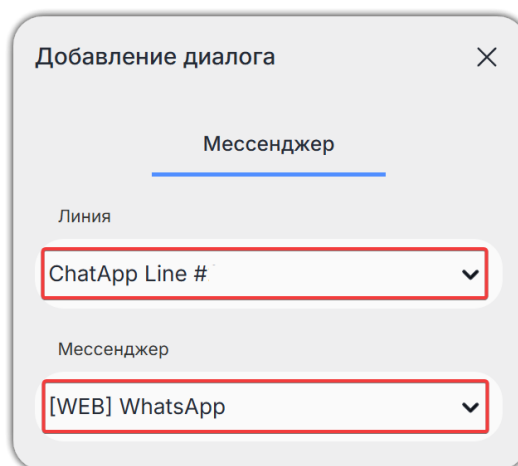 Добавление диалога
Мессенджер
Линия
ChatApp Line #
Мессенджер
[WEB] WhatsApp